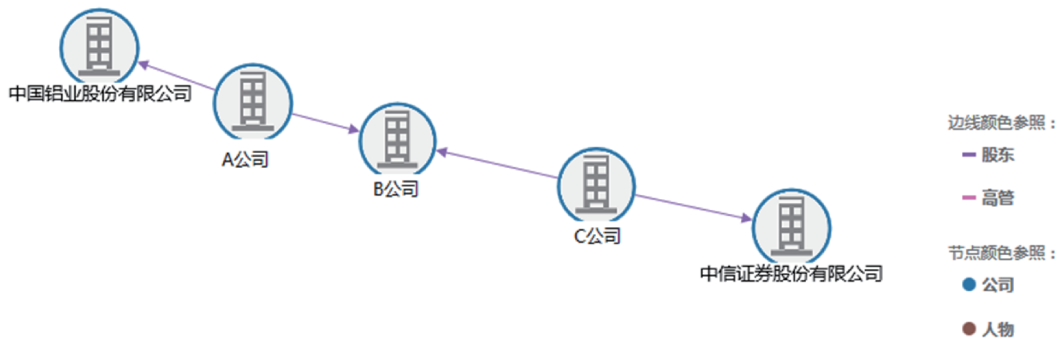 中国铝业股份有限公司
A公司
B公司
C公司
中信证券股份有限公司
边线颜色参照：
股东
高管
节点颜色参照：
公司
人物